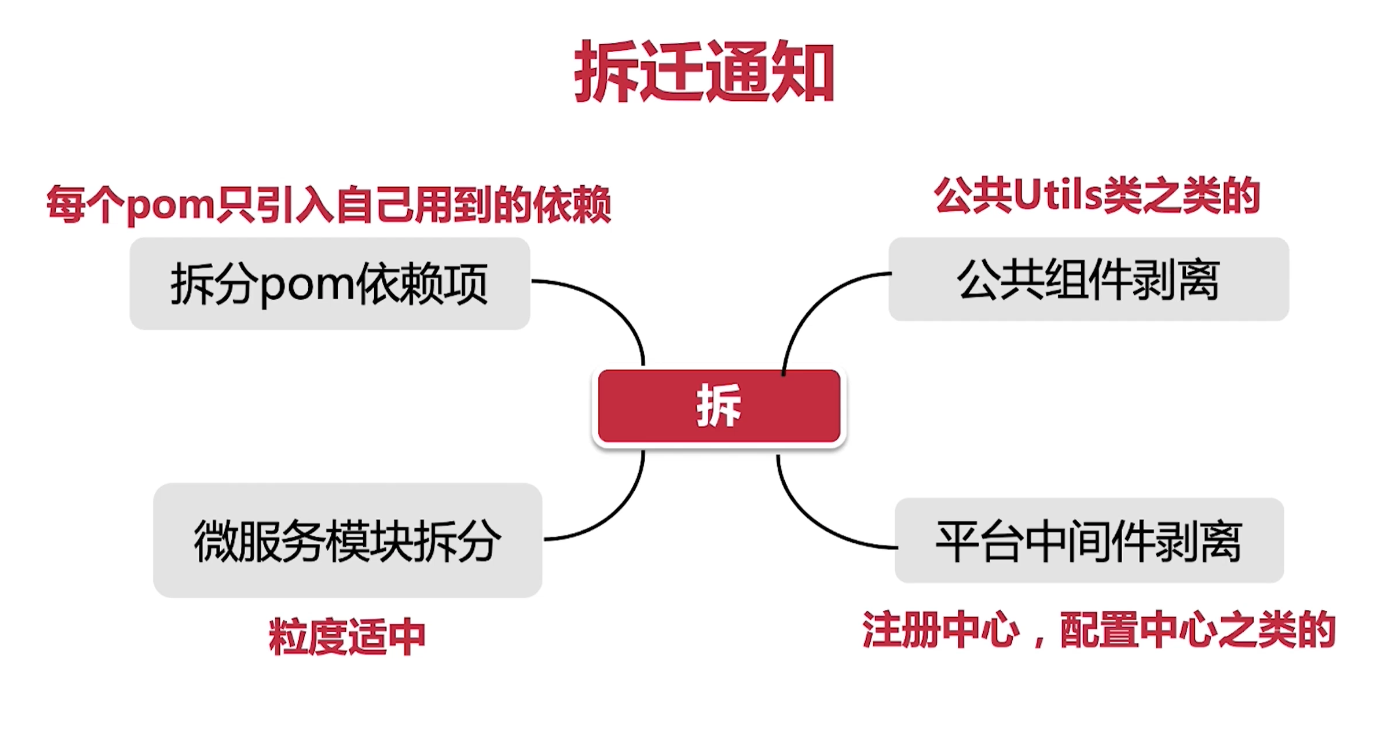 拆迁通知
每个pom只引入自己用到的依赖
拆分pom依赖项
公共Utils类之类的
公共组件剥离
拆
微服务模块拆分
粒度适中
平台中间件剥离
注册中心，配置中心之类的